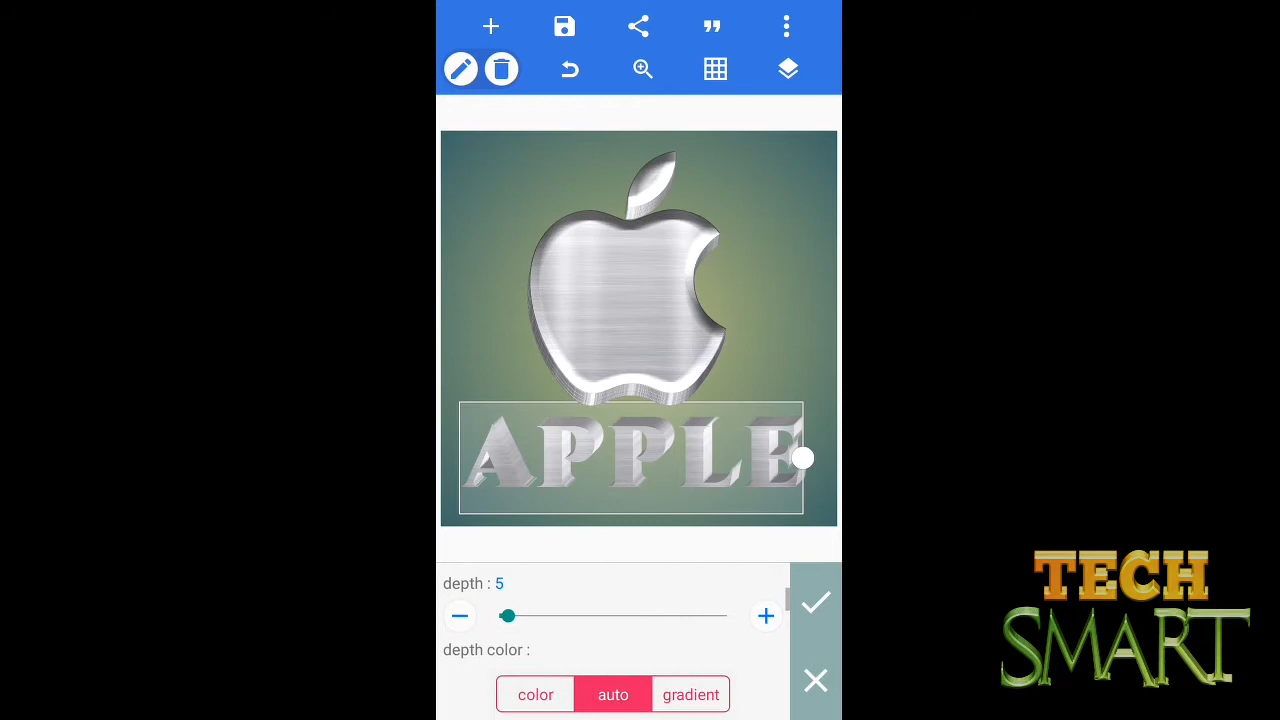 APPLE
depth : 5
depth color :
color auto gradient
TECH
SMART